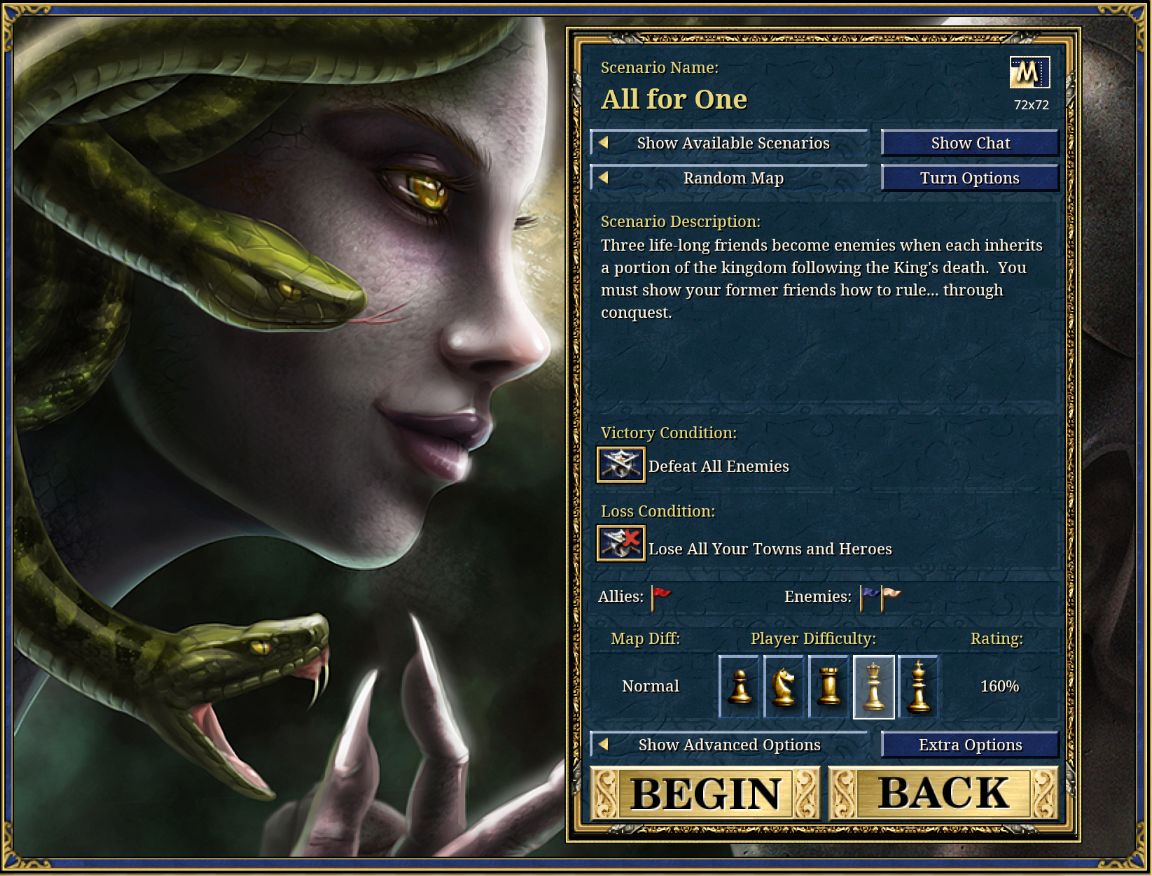 Scenario Name:
All for One
M
72x72
Show Available Scenarios
Show Chat
Random Map
Turn Options
Scenario Description:
Three life-long friends become enemies when each inherits
a portion of the kingdom following the King's death.  You
must show your former friends how to rule... through
conquest.
Victory Condition:
Defeat All Enemies
Loss Condition:
Lose All Your Towns and Heroes
Allies:
Enemies:
Map Diff:
Player Difficulty:
Rating:
Normal
160%
Show Advanced Options
Extra Options
BEGIN
BACK